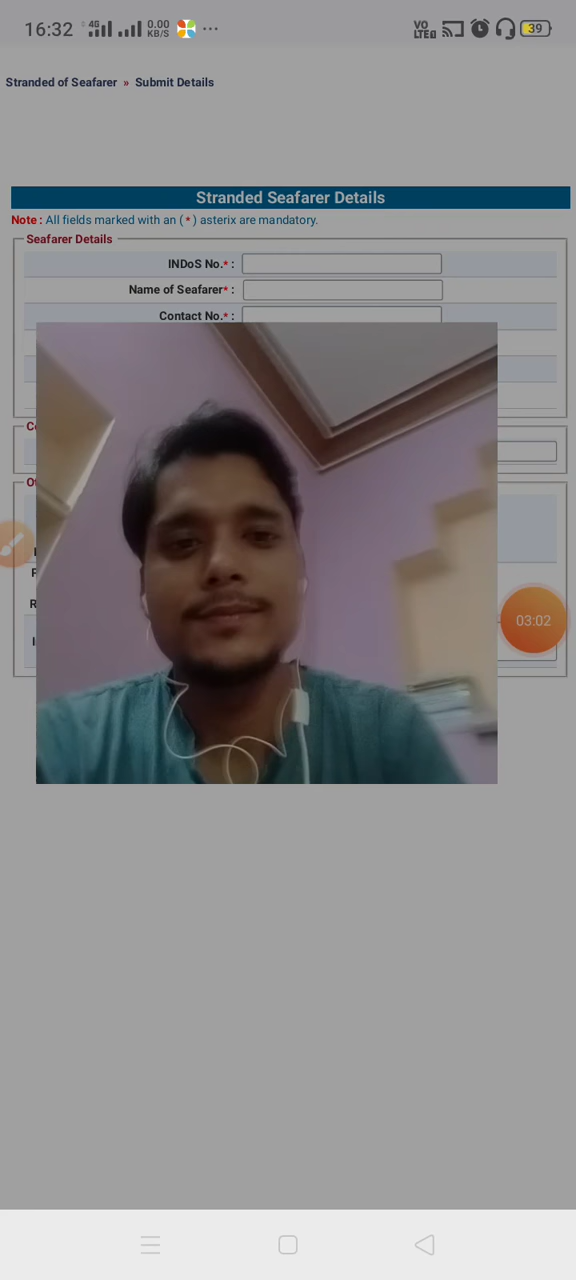 16:32 4G 0.00 KB/S ... VO LTE 39
Stranded of Seafarer » Submit Details
Stranded Seafarer Details
Note : All fields marked with an ( * ) asterix are mandatory.
Seafarer Details
INDoS No.* :
Name of Seafarer* :
Contact No.* :
03:02